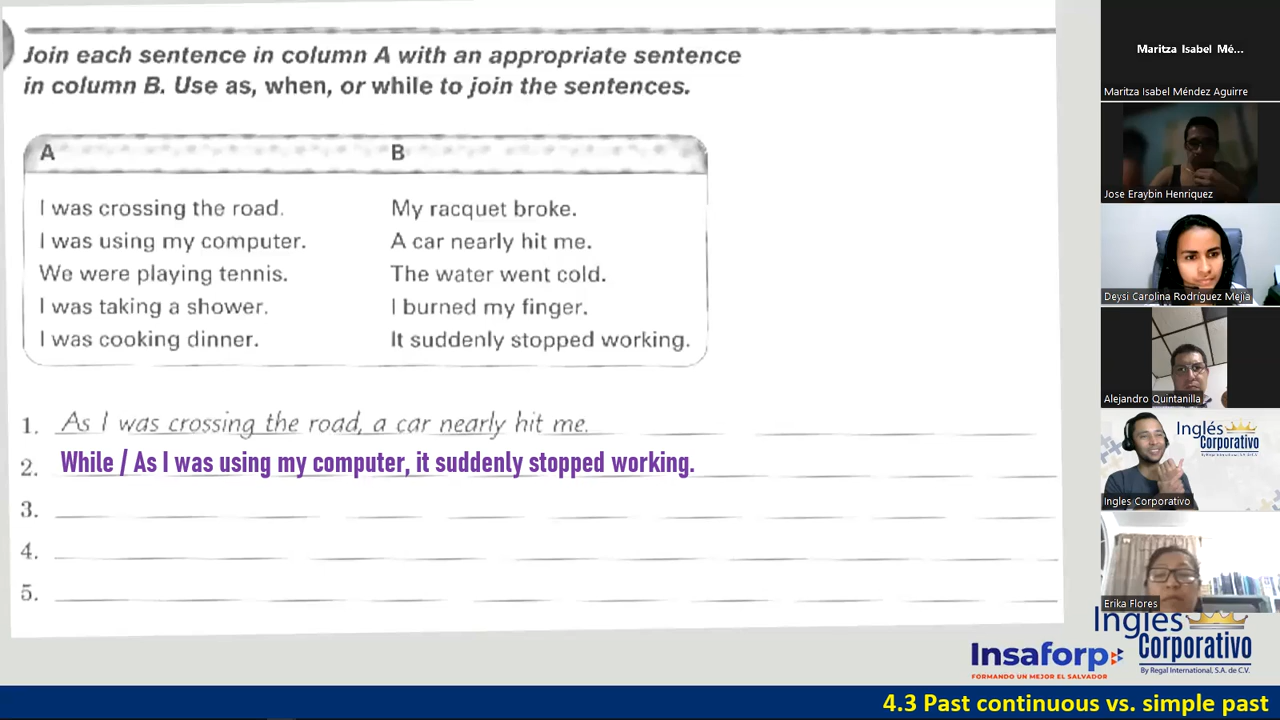 Join each sentence in column A with an appropriate sentence
in column B. Use as, when, or while to join the sentences.
A
B
I was crossing the road.
My racquet broke.
I was using my computer.
A car nearly hit me.
We were playing tennis.
The water went cold.
I was taking a shower.
I burned my finger.
I was cooking dinner.
It suddenly stopped working.
1. As I was crossing the road, a car nearly hit me.
2. While / As I was using my computer, it suddenly stopped working.
3.
4.
5.
Maritza Isabel Mé...
Maritza Isabel Méndez Aguirre
Jose Eraybin Henriquez
Deysi Carolina Rodríguez Mejía
Alejandro Quintanilla
Inglés
Corporativo
Ingles Corporativo
Erika Flores
Inglés
Corporativo
By Regal International, S.A. de C.V.
Insaforp
FORMANDO UN MEJOR EL SALVADOR
4.3 Past continuous vs. simple past